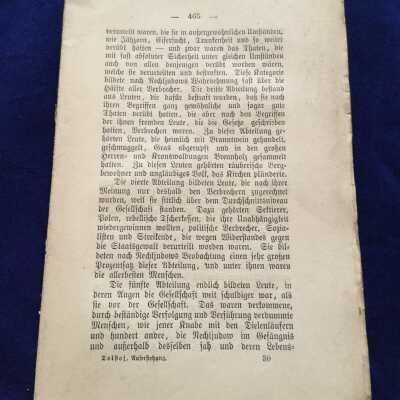 — 465 —
verurteilt waren, die sie in außergewöhnlichen Umständen,
wie Jähzorn, Eifersucht, Trunkenheit und so weiter
verübt hatten — und zwar waren das Thaten, die
mit fast absoluter Sicherheit unter gleichen Umständen
auch von allen denjenigen verübt worden wären,
welche sie verurteilten und bestraften. Diese Kategorie
bildete nach Nechljudows Wahrnehmung fast über die
Hälfte aller Verbrecher. Die dritte Abteilung bestand
aus Leuten, die dafür bestraft wurden, daß sie nach
ihren Begriffen ganz gewöhnliche und sogar gute
Thaten verübt hatten, die aber nach den Begriffen
der ihnen fremden Leute, die die Gesetze geschrieben
hatten, Verbrechen waren. Zu dieser Abteilung ge-
hörten Leute, die heimlich mit Branntwein gehandelt,
geschmuggelt, Gras abgerupft und in den großen
Herren- und Kronswaldungen Brennholz gesammelt
hatten. Zu diesen Leuten gehörten räuberische Berg-
bewohner und ungläubiges Volk, das Kirchen plünderte.
Die vierte Abteilung bildeten Leute, die nach ihrer
Meinung nur deshalb den Verbrechern zugerechnet
wurden, weil sie sittlich über dem Durchschnittsniveau
der Gesellschaft standen. Dazu gehörten Sektierer,
Polen, rebellische Tscherkessen, die ihre Unabhängigkeit
wiedergewinnen wollten, politische Verbrecher, Sozia-
listen und Streikende, die wegen Widerstandes gegen
die Staatsgewalt verurteilt worden waren. Sie bil-
deten nach Nechljudows Beobachtung einen sehr großen
Prozentsatz dieser Abteilung, und unter ihnen waren
die allerbesten Menschen.
Die fünfte Abteilung endlich bildeten Leute, in
deren Augen die Gesellschaft weit schuldiger war, als
sie vor der Gesellschaft. Das waren verkommene,
durch beständige Verfolgung und Verführung verdummte
Menschen, wie jener Knabe mit den Dielenläufern
und hundert andre, die Nechljudow im Gefängnis
und außerhalb desselben sah und deren Lebens-
Tolstoj, Auferstehung. 30